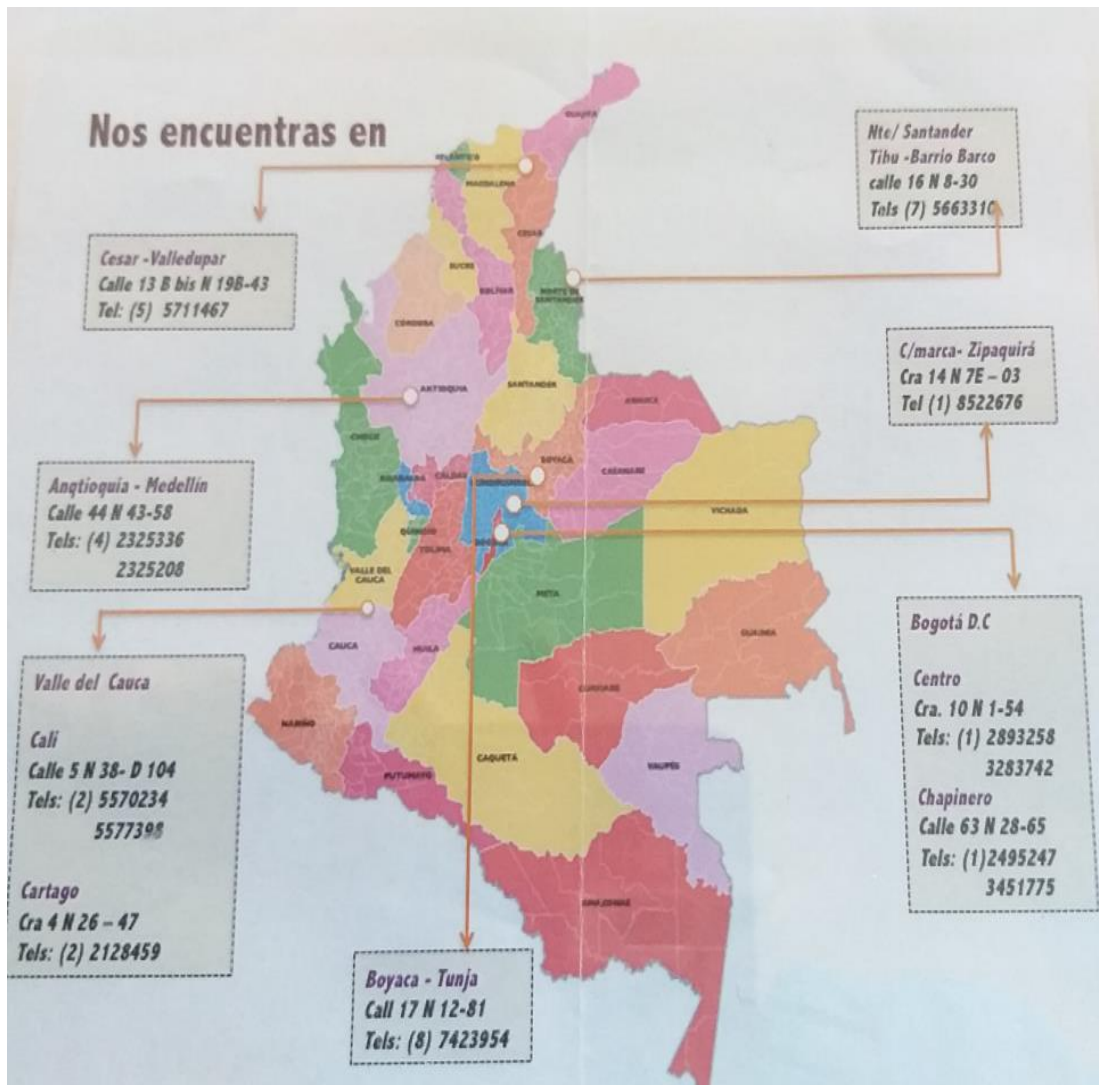 Nos encuentras en
Nte/ Santander
Tibu -Barrio Barco
calle 16 N 8-30
Tels (7) 5663310
Cesar -Valledupar
Calle 13 B bis N 19B-43
Tel: (5) 5711467
C/marca- Zipaquirá
Cra 14 N 7E – 03
Tel (1) 8522676
Anqtioquia - Medellín
Calle 44 N 43-58
Tels: (4) 2325336
2325208
Bogotá D.C
Centro
Cra. 10 N 1-54
Tels: (1) 2893258
3283742
Chapinero
Calle 63 N 28-65
Tels: (1)2495247
3451775
Valle del Cauca
Cali
Calle 5 N 38- D 104
Tels: (2) 5570234
5577398
Cartago
Cra 4 N 26 – 47
Tels: (2) 2128459
Boyaca - Tunja
Call 17 N 12-81
Tels: (8) 7423954
GUAJIRA
ATLÁNTICO
MAGDALENA
CESAR
SUCRE
BOLÍVAR
NORTE DE
SANTANDER
CÓRDOBA
ANTIOQUIA
SANTANDER
ARAUCA
CHOCÓ
BOYACÁ
CASANARE
RISARALDA
CALDAS
CUNDINAMARCA
VICHADA
QUINDIO
TOLIMA
BOGOTÁ
VALLE DEL
CAUCA
META
GUAINIA
CAUCA
HUILA
GUAVIARE
NARIÑO
CAQUETÁ
VAUPÉS
PUTUMAYO
AMAZONAS